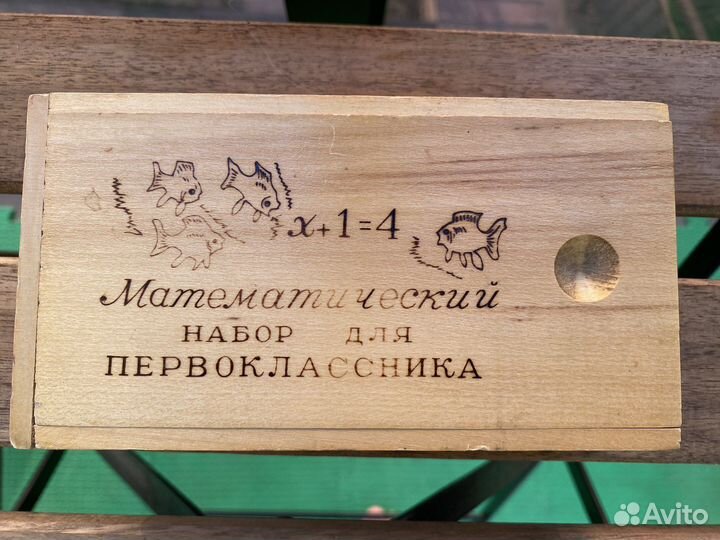 x+1=4
Математический
НАБОР ДЛЯ
ПЕРВОКЛАССНИКА
Avito